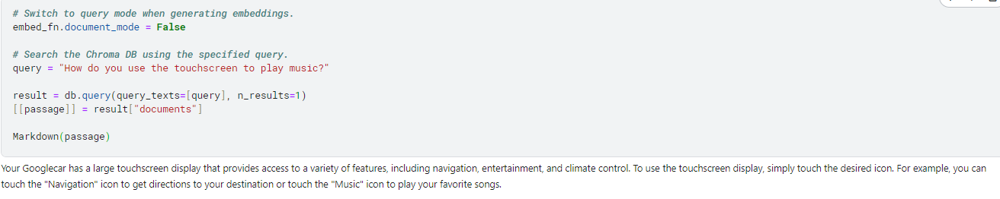 # Switch to query mode when generating embeddings.
embed_fn.document_mode = False
# Search the Chroma DB using the specified query.
query = "How do you use the touchscreen to play music?"
result = db.query(query_texts=[query], n_results=1)
[[passage]] = result["documents"]
Markdown(passage)
Your Googlecar has a large touchscreen display that provides access to a variety of features, including navigation, entertainment, and climate control. To use the touchscreen display, simply touch the desired icon. For example, you can
touch the "Navigation" icon to get directions to your destination or touch the "Music" icon to play your favorite songs.